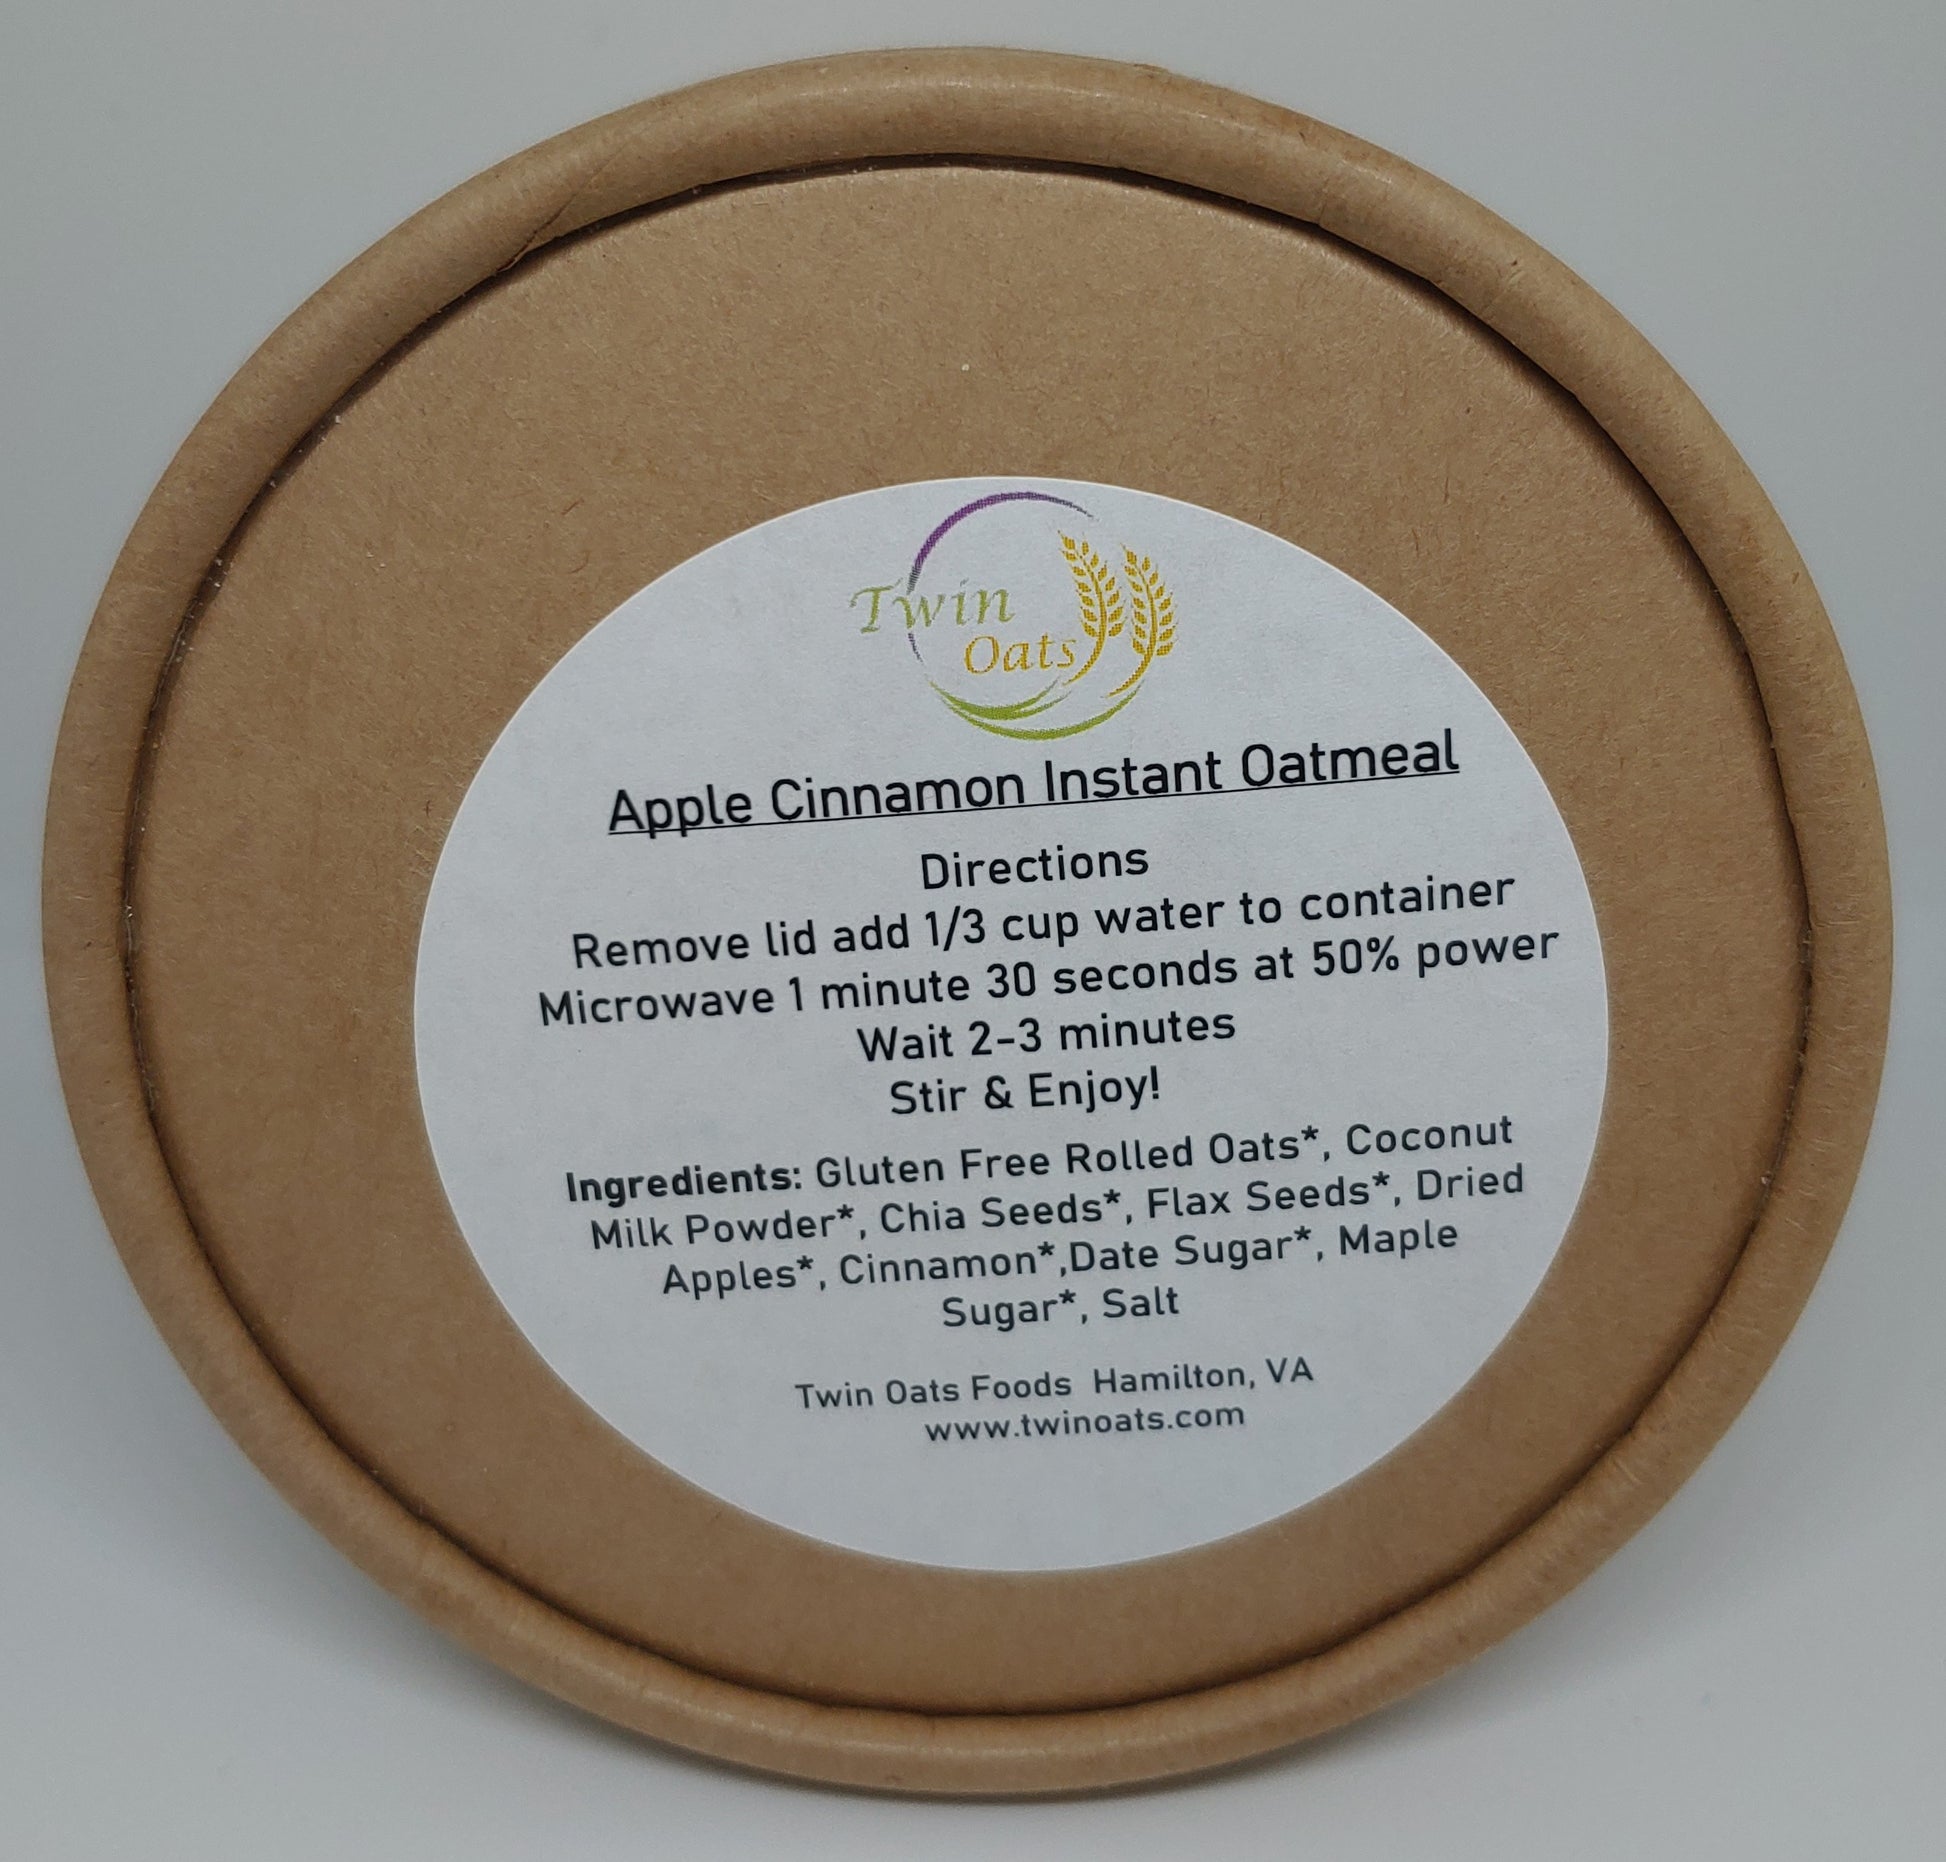 Twin
Oats
Apple Cinnamon Instant Oatmeal
Directions
Remove lid add 1/3 cup water to container
Microwave 1 minute 30 seconds at 50% power
Wait 2-3 minutes
Stir & Enjoy!
Ingredients: Gluten Free Rolled Oats*, Coconut
Milk Powder*, Chia Seeds*, Flax Seeds*, Dried
Apples*, Cinnamon*,Date Sugar*, Maple
Sugar*, Salt
Twin Oats Foods Hamilton, VA
www.twinoats.com